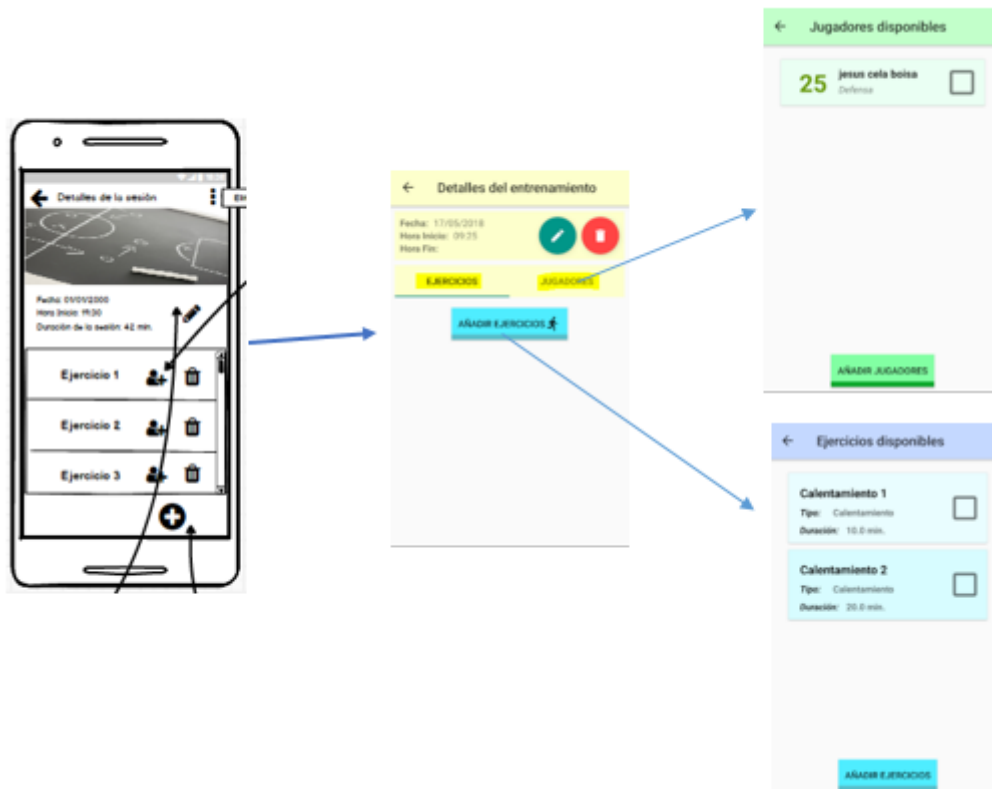 Detalles de la sesión
Fecha: 01/01/2000
Hora Inicio: 19:30
Duración de la sesión: 42 min.
Ejercicio 1
Ejercicio 2
Ejercicio 3
Detalles del entrenamiento
Fecha: 17/05/2018
Hora Inicio: 09:25
Hora Fin:
EJERCICIOS JUGADORES
AÑADIR EJERCICIOS
Jugadores disponibles
25 jesus cela boisa
Defensa
AÑADIR JUGADORES
Ejercicios disponibles
Calentamiento 1
Tipo: Calentamiento
Duración: 10.0 min.
Calentamiento 2
Tipo: Calentamiento
Duración: 20.0 min.
AÑADIR EJERCICIOS